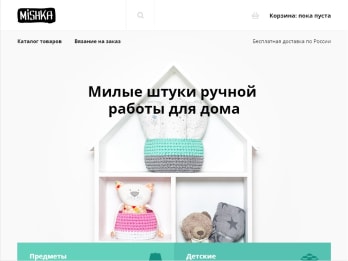 MiSHKA
Корзина: пока пуста
Каталог товаров Вязание на заказ Бесплатная доставка по России
Милые штуки ручной
работы для дома
Предметы Детские